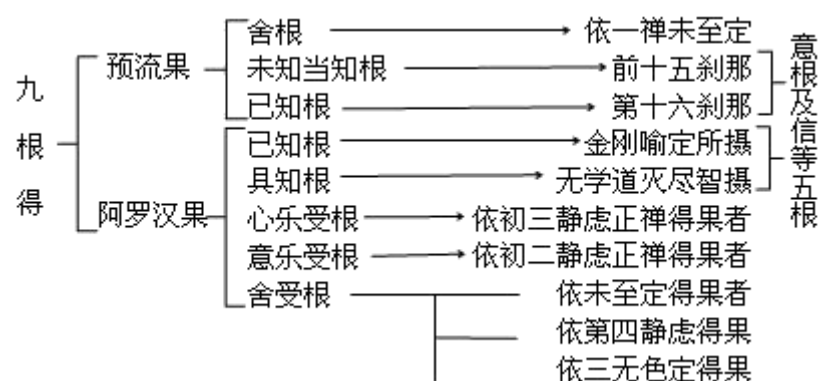 九根得
预流果
舍根 依一禅未至定
未知当知根 前十五刹那
已知根 第十六刹那
阿罗汉果
已知根 金刚喻定所摄
具知根 无学道灭尽智摄
心乐受根 依初三静虑正禅得果者
意乐受根 依初二静虑正禅得果者
舍受根 依未至定得果者
依第四静虑得果
依三无色定得果
意根及信等五根